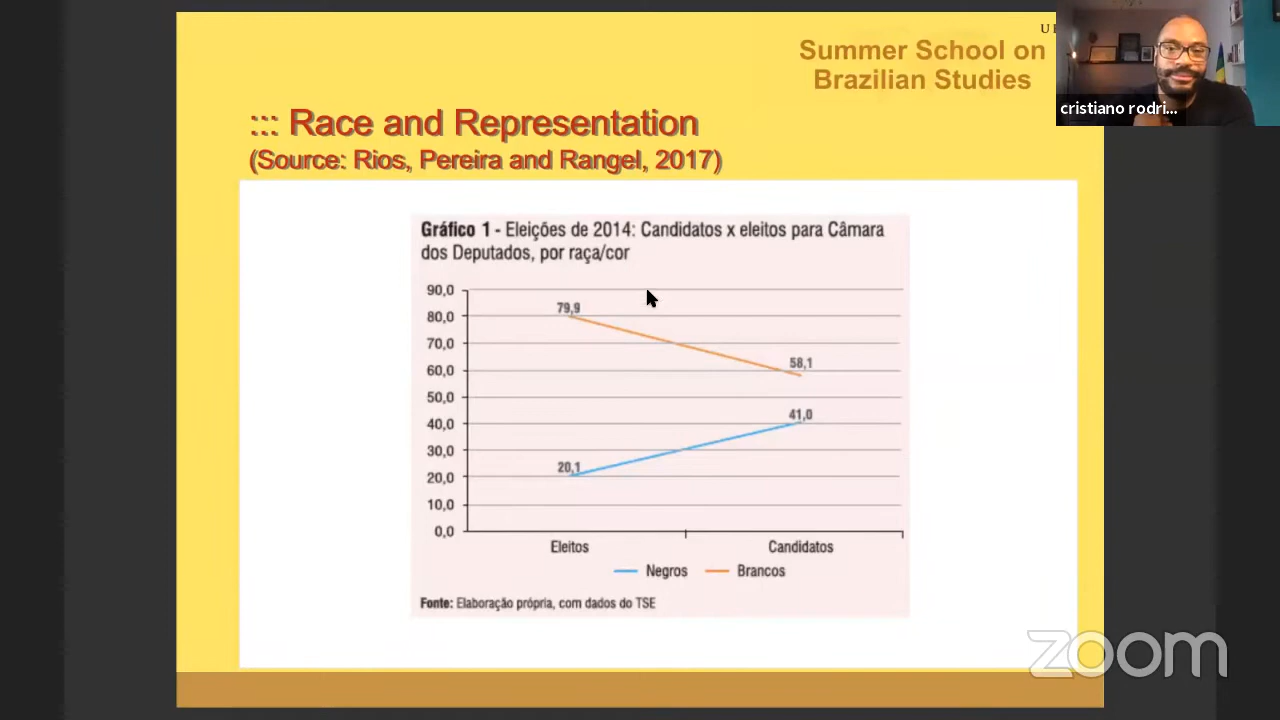 Summer School on
Brazilian Studies
cristiano rodri...
::: Race and Representation
(Source: Rios, Pereira and Rangel, 2017)
Gráfico 1 - Eleições de 2014: Candidatos x eleitos para Câmara
dos Deputados, por raça/cor
90,0
80,0
70,0
60,0
50,0
40,0
30,0
20,0
10,0
0,0
79,9
58,1
41,0
20,1
Eleitos Candidatos
Negros Brancos
Fonte: Elaboração própria, com dados do TSE
zoom